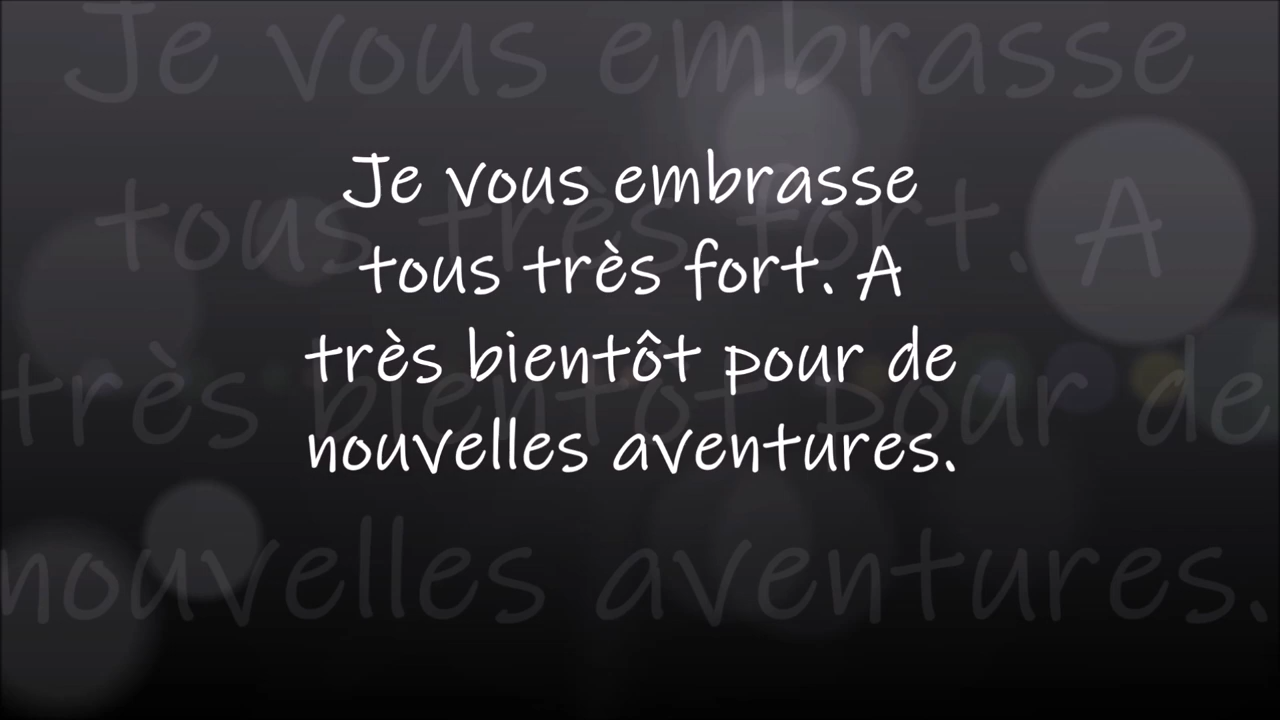 Je vous embrasse
tous très fort. A
très bientôt pour de
nouvelles aventures.